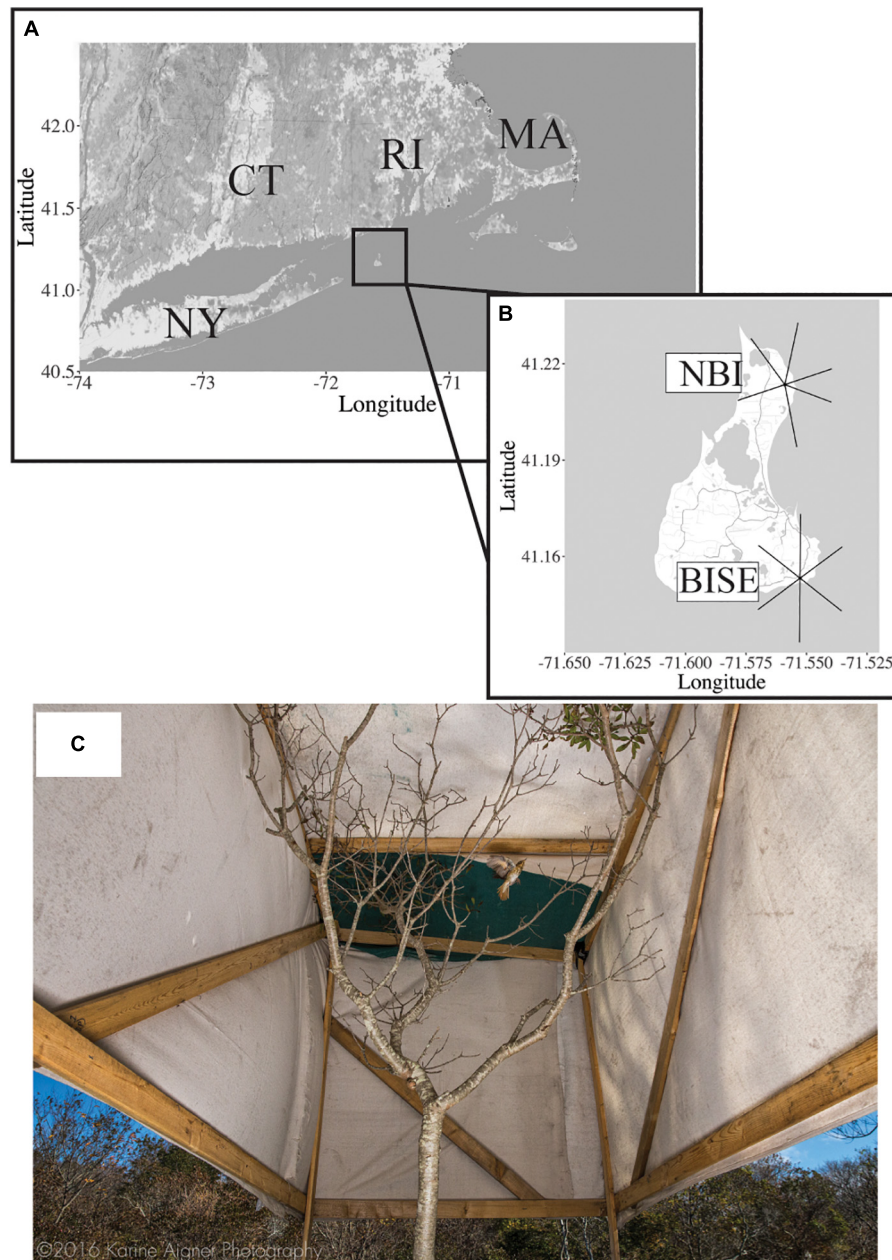 A
MA
RI
CT
NY
42.0
41.5
41.0
40.5
Latitude
-74
-73
-72
-71
Longitude
B
NBI
BISE
41.22
41.19
41.16
Latitude
-71.650 -71.625 -71.600 -71.575 -71.550 -71.525
Longitude
C
©2016 Karine Aigner Photography